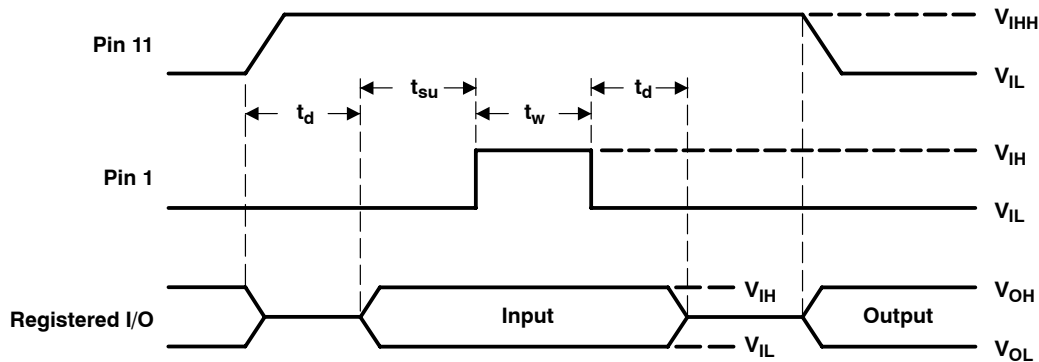 Pin 11
V_IHH
V_IL
t_d
t_su
t_w
t_d
Pin 1
V_IH
V_IL
Registered I/O
Input
V_IH
V_IL
Output
V_OH
V_OL